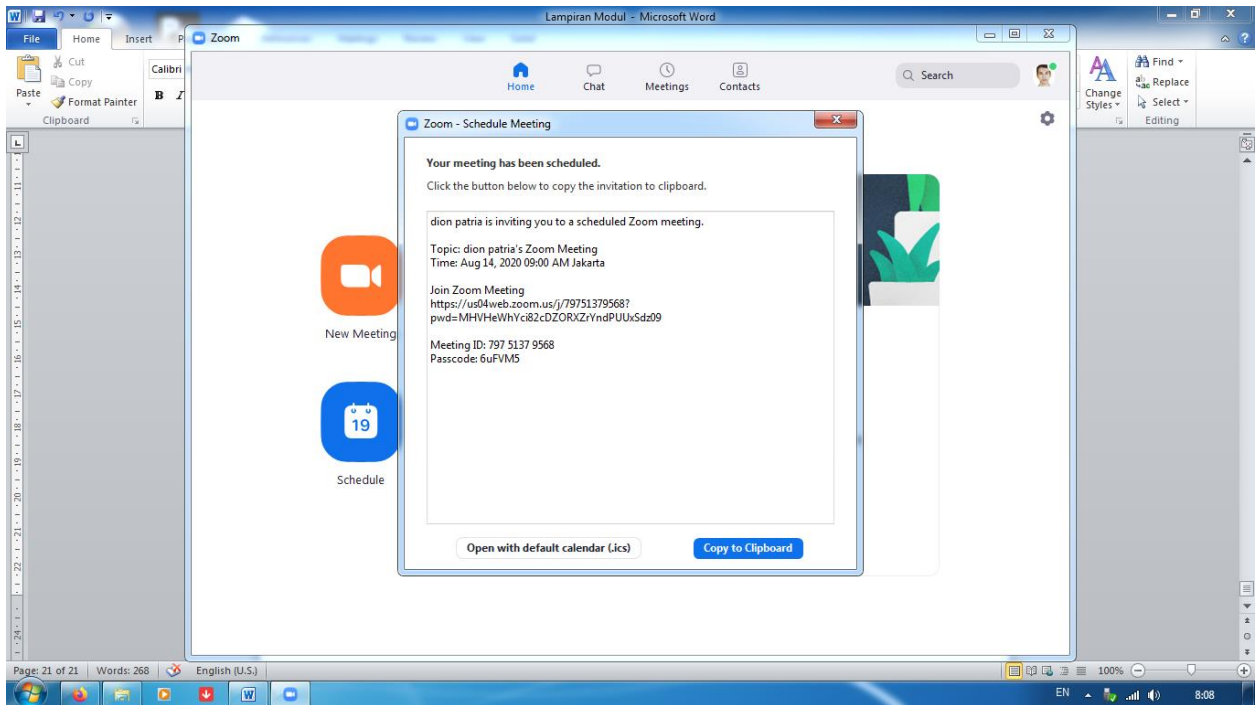 Lampiran Modul - Microsoft Word
File Home Insert P
Zoom
Cut
Copy
Paste
Format Painter
Clipboard
Calibri
B I
Home
Chat
Meetings
Contacts
Search
Change
Styles
Find
Replace
Select
Editing
Zoom - Schedule Meeting
Your meeting has been scheduled.
Click the button below to copy the invitation to clipboard.
dion patria is inviting you to a scheduled Zoom meeting.
Topic: dion patria's Zoom Meeting
Time: Aug 14, 2020 09:00 AM Jakarta
Join Zoom Meeting
https://us04web.zoom.us/j/79751379568?
pwd=MHVHeWhYci82cDZORXZrYndPUUxSdz09
Meeting ID: 797 5137 9568
Passcode: 6uFVM5
New Meeting
19
Schedule
Open with default calendar (.ics)
Copy to Clipboard
Page: 21 of 21
Words: 268
English (U.S.)
100%
EN
8:08